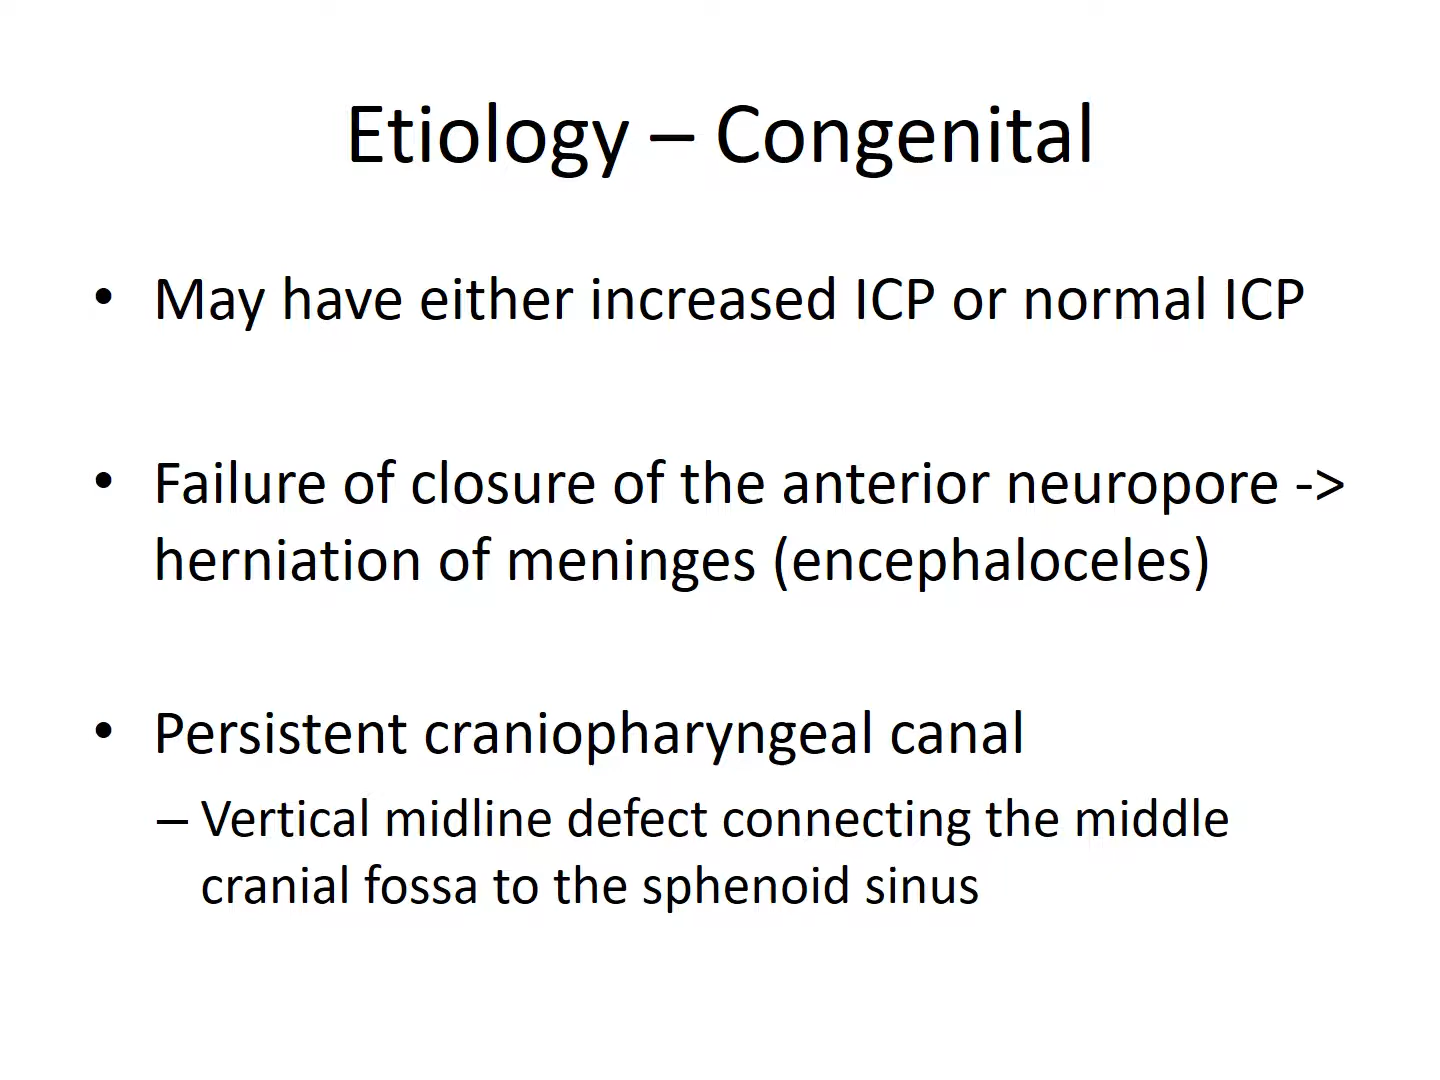 Etiology – Congenital
• May have either increased ICP or normal ICP
• Failure of closure of the anterior neuropore ->
herniation of meninges (encephaloceles)
• Persistent craniopharyngeal canal
– Vertical midline defect connecting the middle
cranial fossa to the sphenoid sinus